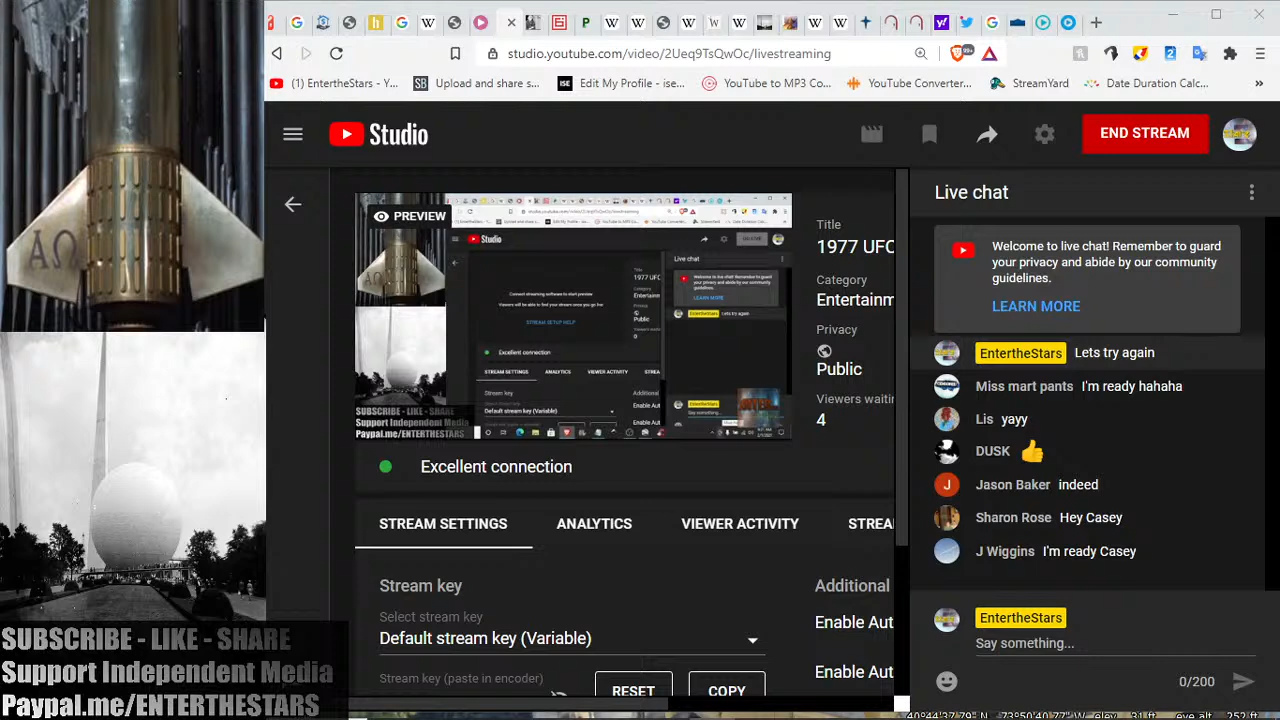 studio.youtube.com/video/2Ueq9TsQwOc/livestreaming
99+
(1) EntertheStars - Y...
SB
Upload and share s...
ISE
Edit My Profile - ise...
YouTube to MP3 Co...
YouTube Converter...
StreamYard
Date Duration Calc...
»
Studio
END STREAM
PREVIEW
Title
1977 UFC
Category
Entertainm
Privacy
Public
Viewers waitin
4
Excellent connection
STREAM SETTINGS
ANALYTICS
VIEWER ACTIVITY
STREA
Stream key
Select stream key
Default stream key (Variable)
Stream key (paste in encoder)
RESET
COPY
Additional
Enable Aut
Enable Aut
Live chat
Welcome to live chat! Remember to guard
your privacy and abide by our community
guidelines.
LEARN MORE
EntertheStars Lets try again
Miss mart pants I'm ready hahaha
Lis yayy
DUSK 👍
Jason Baker indeed
Sharon Rose Hey Casey
J Wiggins I'm ready Casey
EntertheStars
Say something...
0/200
SUBSCRIBE - LIKE - SHARE
Support Independent Media
Paypal.me/ENTERTHESTARS